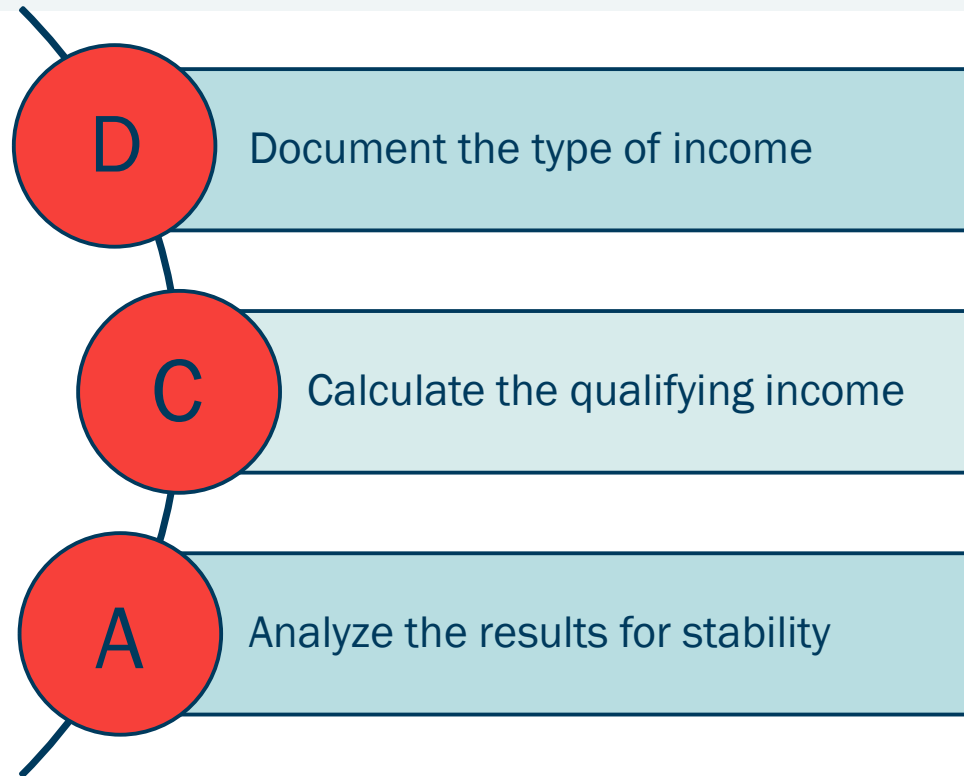 D
Document the type of income
C
Calculate the qualifying income
A
Analyze the results for stability